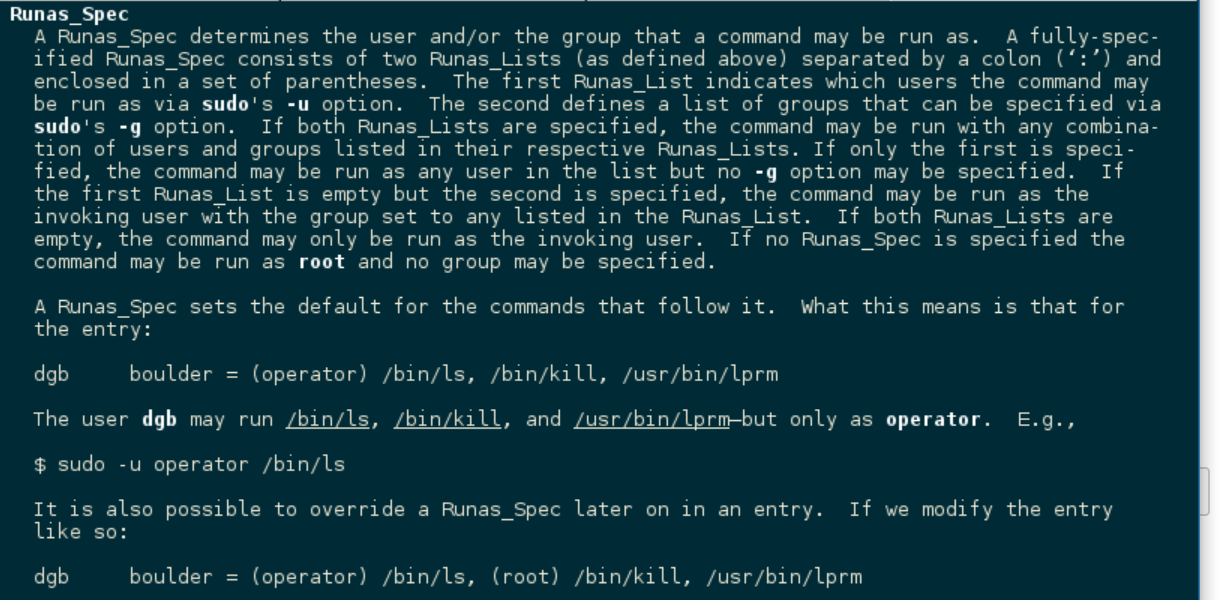 Runas_Spec
A Runas_Spec determines the user and/or the group that a command may be run as.  A fully-spec-
ified Runas_Spec consists of two Runas_Lists (as defined above) separated by a colon (‘:’) and
enclosed in a set of parentheses.  The first Runas_List indicates which users the command may
be run as via sudo's -u option.  The second defines a list of groups that can be specified via
sudo's -g option.  If both Runas_Lists are specified, the command may be run with any combina-
tion of users and groups listed in their respective Runas_Lists. If only the first is speci-
fied, the command may be run as any user in the list but no -g option may be specified.  If
the first Runas_List is empty but the second is specified, the command may be run as the
invoking user with the group set to any listed in the Runas_List.  If both Runas_Lists are
empty, the command may only be run as the invoking user.  If no Runas_Spec is specified the
command may be run as root and no group may be specified.
A Runas_Spec sets the default for the commands that follow it.  What this means is that for
the entry:
dgb     boulder = (operator) /bin/ls, /bin/kill, /usr/bin/lprm
The user dgb may run /bin/ls, /bin/kill, and /usr/bin/lprm—but only as operator.  E.g.,
$ sudo -u operator /bin/ls
It is also possible to override a Runas_Spec later on in an entry.  If we modify the entry
like so:
dgb     boulder = (operator) /bin/ls, (root) /bin/kill, /usr/bin/lprm